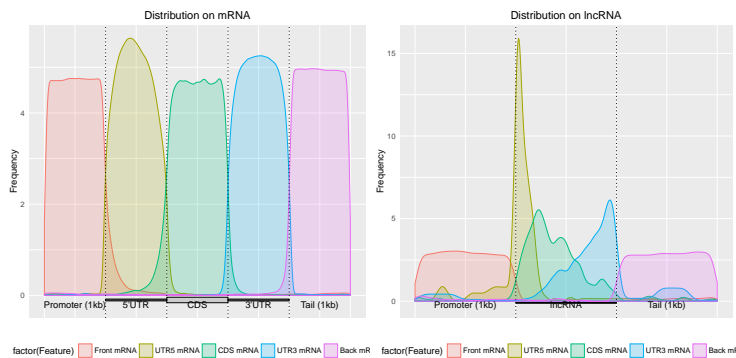 Distribution on mRNA
Frequency
4
2
0
Promoter (1kb) 5'UTR CDS 3'UTR Tail (1kb)
factor(Feature) Front mRNA UTR5 mRNA CDS mRNA UTR3 mRNA Back mR
Distribution on lncRNA
Frequency
15
10
5
0
Promoter (1kb) lncRNA Tail (1kb)
factor(Feature) Front mRNA UTR5 mRNA CDS mRNA UTR3 mRNA Back mR